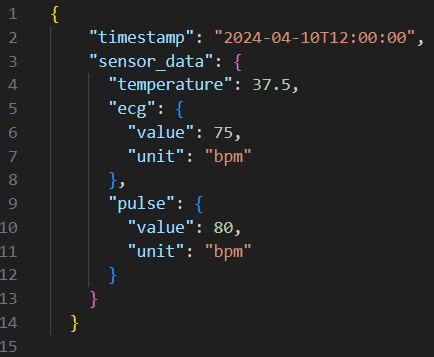 1 {
2 "timestamp": "2024-04-10T12:00:00",
3 "sensor_data": {
4 "temperature": 37.5,
5 "ecg": {
6 "value": 75,
7 "unit": "bpm"
8 },
9 "pulse": {
10 "value": 80,
11 "unit": "bpm"
12 }
13 }
14 }
15